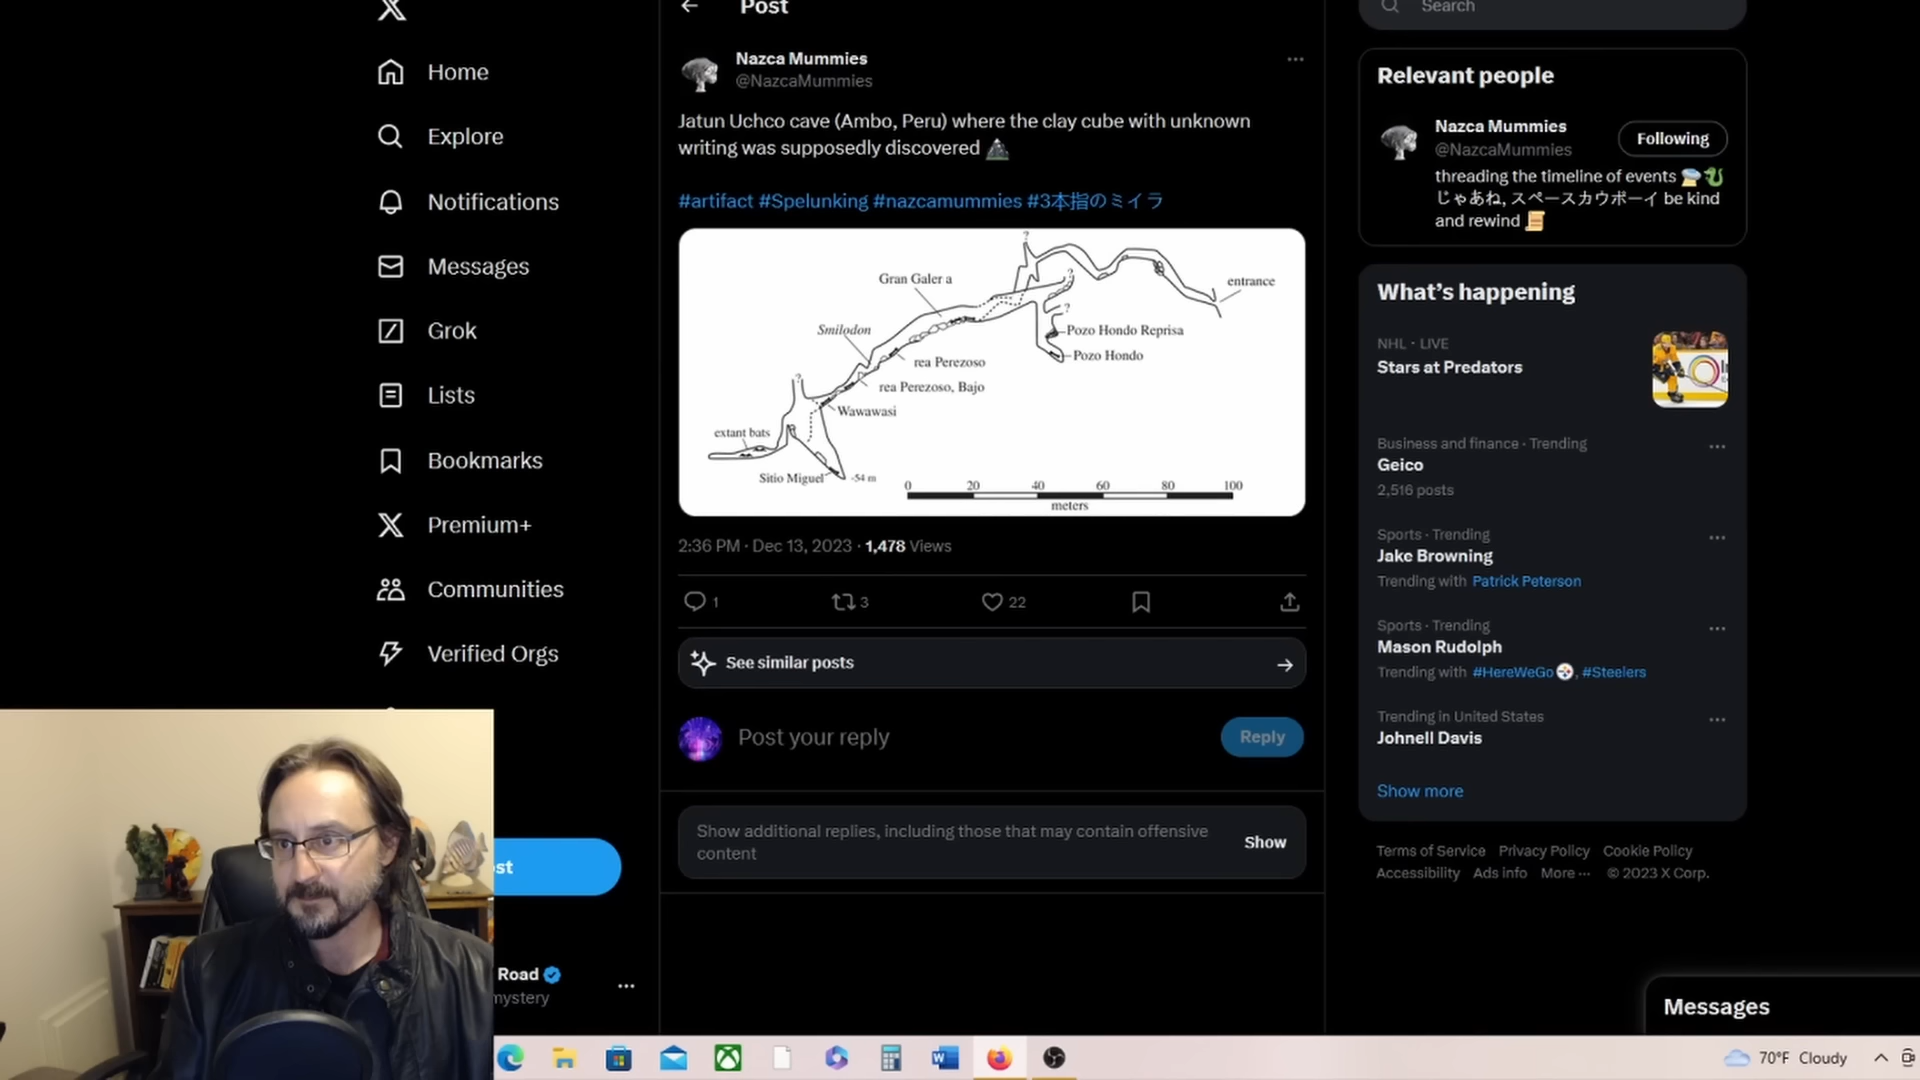 Home
Explore
Notifications
Messages
Grok
Lists
Bookmarks
Premium+
Communities
Verified Orgs
st
Road
mystery
Post
Nazca Mummies
@NazcaMummies
Jatun Uchco cave (Ambo, Peru) where the clay cube with unknown
writing was supposedly discovered
#artifact #Spelunking #nazcamummies #3本指のミイラ
?
Gran Galer a
?
entrance
?
Smilodon
Pozo Hondo Reprisa
Pozo Hondo
rea Perezoso
rea Perezoso, Bajo
?
Wawawasi
extant bats
Sitio Miguel
-54 m
0 20 40 60 80 100
meters
2:36 PM · Dec 13, 2023 · 1,478 Views
1 3 22
See similar posts
Post your reply
Reply
Show additional replies, including those that may contain offensive
content
Show
Search
Relevant people
Nazca Mummies
@NazcaMummies
Following
threading the timeline of events
じゃあね, スペースカウボーイ be kind
and rewind
What's happening
NHL · LIVE
Stars at Predators
Business and finance · Trending
Geico
2,516 posts
Sports · Trending
Jake Browning
Trending with Patrick Peterson
Sports · Trending
Mason Rudolph
Trending with #HereWeGo, #Steelers
Trending in United States
Johnell Davis
Show more
Terms of Service Privacy Policy Cookie Policy
Accessibility Ads info More ··· © 2023 X Corp.
Messages
70°F Cloudy